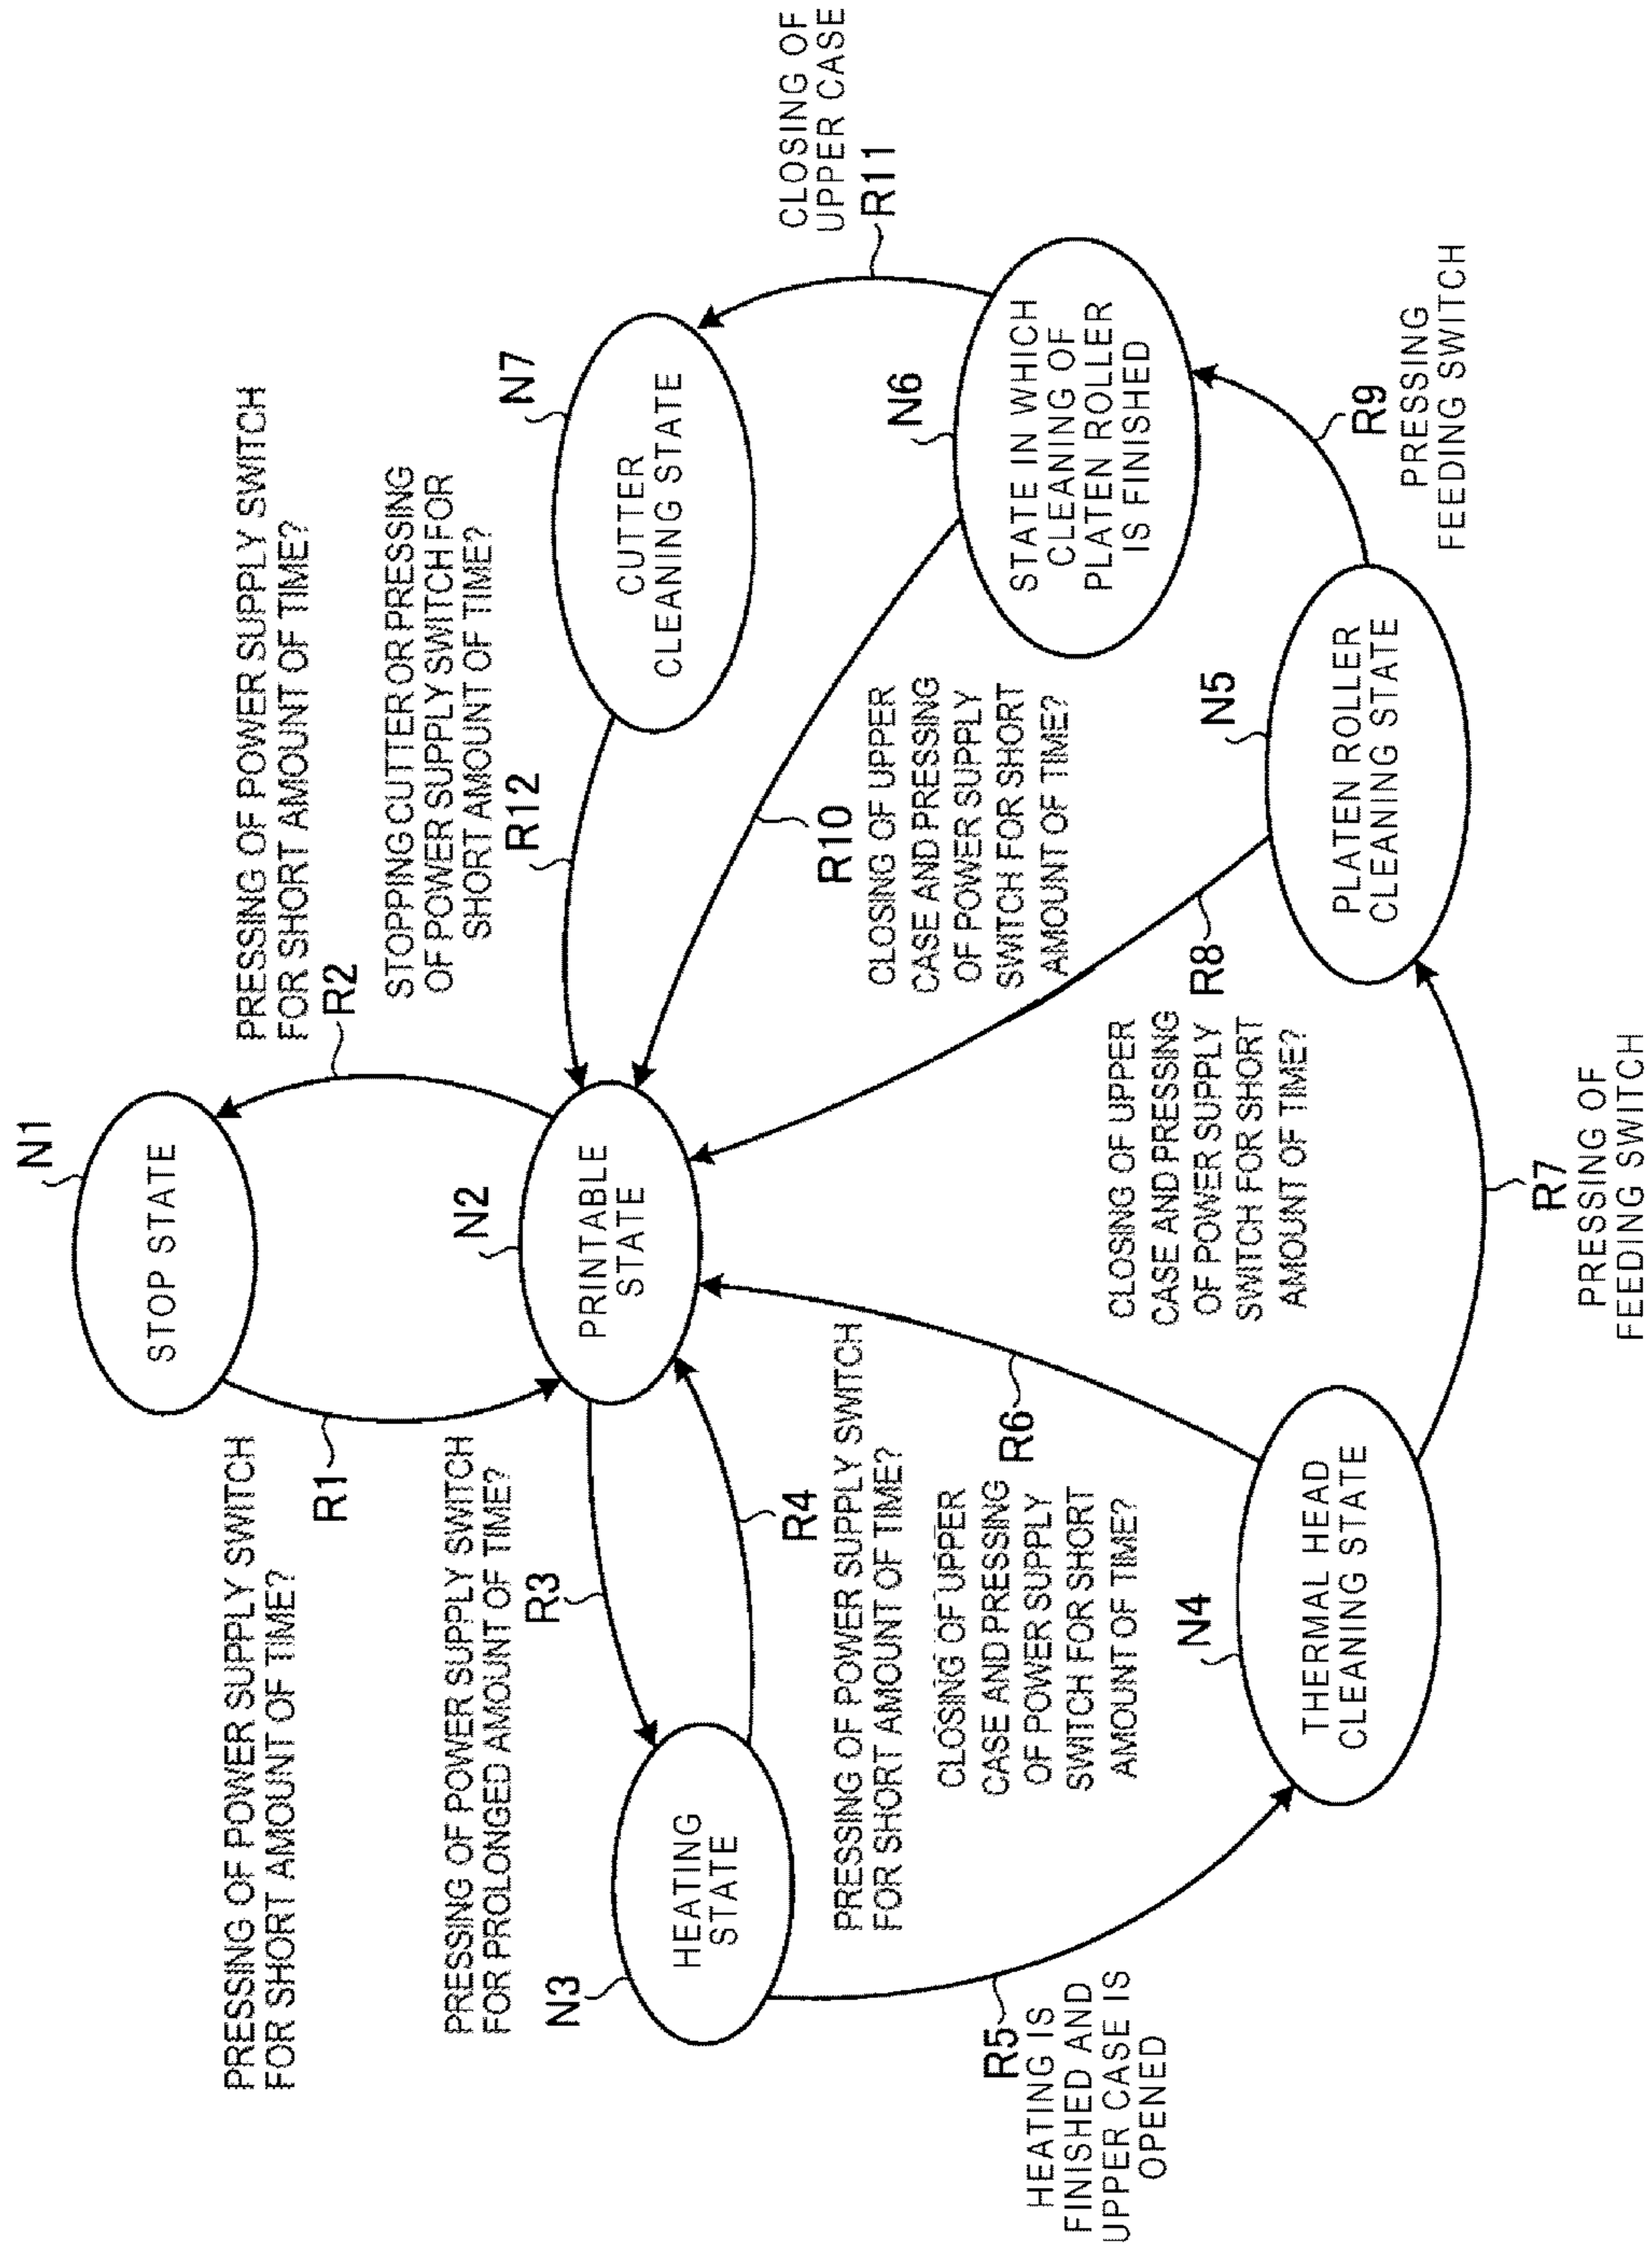 N1
STOP STATE
PRESSING OF POWER SUPPLY SWITCH
FOR SHORT AMOUNT OF TIME?
R1
PRESSING OF POWER SUPPLY SWITCH
FOR SHORT AMOUNT OF TIME?
R2
N2
PRINTABLE
STATE
PRESSING OF POWER SUPPLY SWITCH
FOR PROLONGED AMOUNT OF TIME?
R3
STOPPING CUTTER OR PRESSING
OF POWER SUPPLY SWITCH FOR
SHORT AMOUNT OF TIME?
R12
N7
CUTTER
CLEANING STATE
N3
HEATING
STATE
R4
PRESSING OF POWER SUPPLY SWITCH
FOR SHORT AMOUNT OF TIME?
CLOSING OF
UPPER CASE
R11
R10
CLOSING OF UPPER
CASE AND PRESSING
OF POWER SUPPLY
SWITCH FOR SHORT
AMOUNT OF TIME?
N6
STATE IN WHICH
CLEANING OF
PLATEN ROLLER
IS FINISHED
R5
HEATING IS
FINISHED AND
UPPER CASE IS
OPENED
CLOSING OF UPPER
CASE AND PRESSING
OF POWER SUPPLY
SWITCH FOR SHORT
AMOUNT OF TIME?
R6
R8
CLOSING OF UPPER
CASE AND PRESSING
OF POWER SUPPLY
SWITCH FOR SHORT
AMOUNT OF TIME?
N4
THERMAL HEAD
CLEANING STATE
N5
PLATEN ROLLER
CLEANING STATE
R9
PRESSING
FEEDING SWITCH
R7
PRESSING OF
FEEDING SWITCH